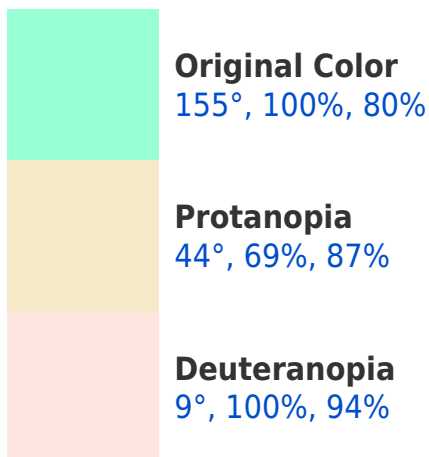 Original Color
155°, 100%, 80%
Protanopia
44°, 69%, 87%
Deuteranopia
9°, 100%, 94%